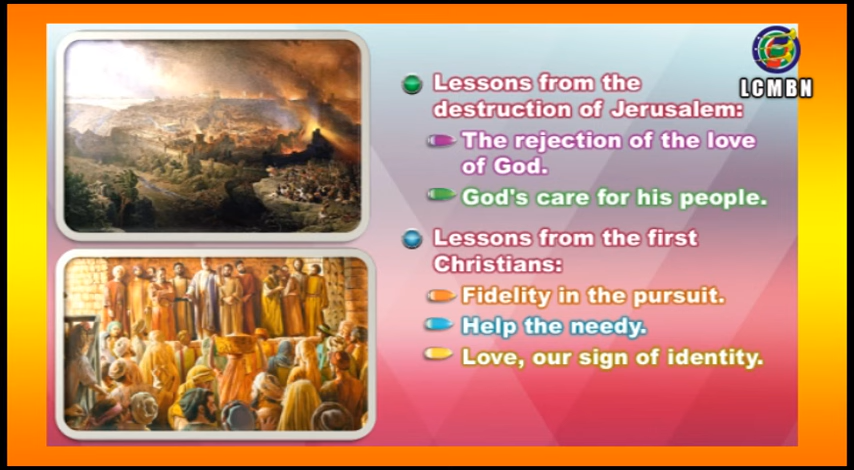 LCMBN
Lessons from the
destruction of Jerusalem:
The rejection of the love
of God.
God's care for his people.
Lessons from the first
Christians:
Fidelity in the pursuit.
Help the needy.
Love, our sign of identity.